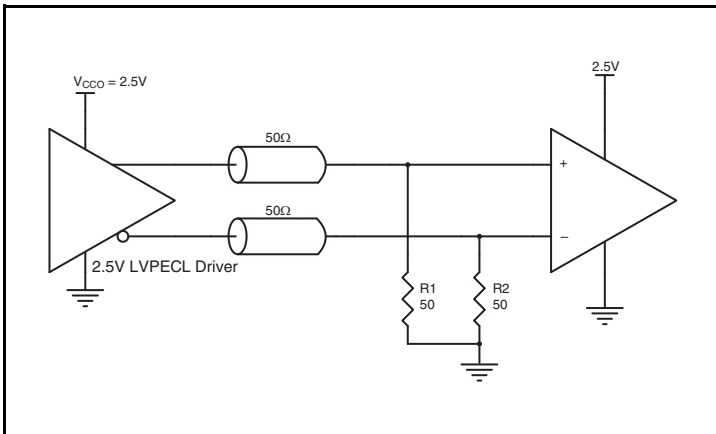 V_CCO = 2.5V
2.5V
50Ω
+
50Ω
–
2.5V LVPECL Driver
R1
50
R2
50